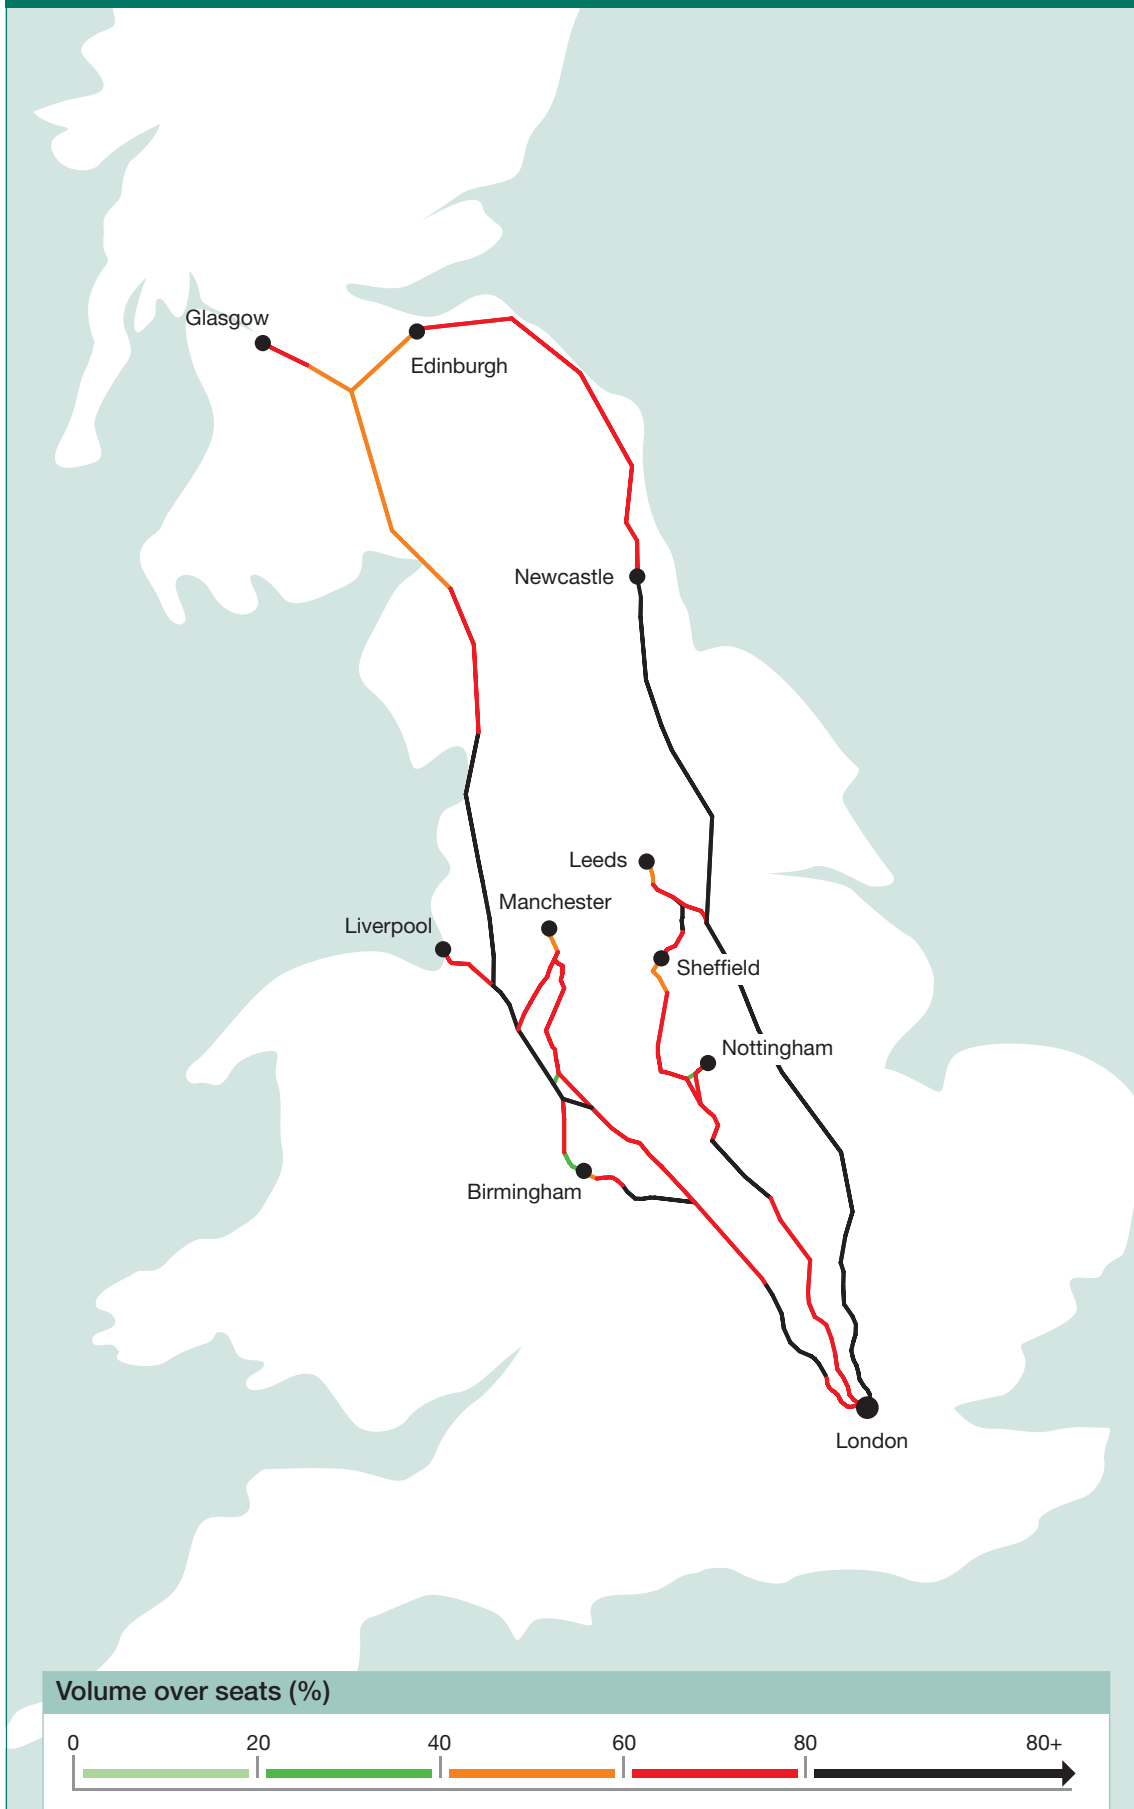 Glasgow
Edinburgh
Newcastle
Leeds
Manchester
Liverpool
Sheffield
Nottingham
Birmingham
London
Volume over seats (%)
0 20 40 60 80 80+